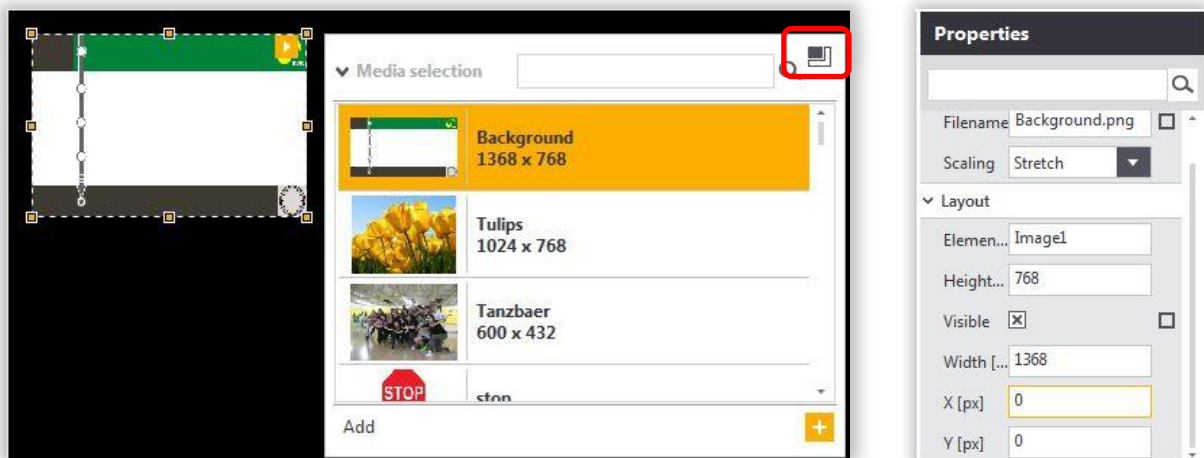 Media selection
Background
1368 x 768
Tulips
1024 x 768
Tanzbaer
600 x 432
STOP
stop
Add
Properties
Filename Background.png
Scaling Stretch
Layout
Elemen... Image1
Height... 768
Visible
Width [... 1368
X [px] 0
Y [px] 0